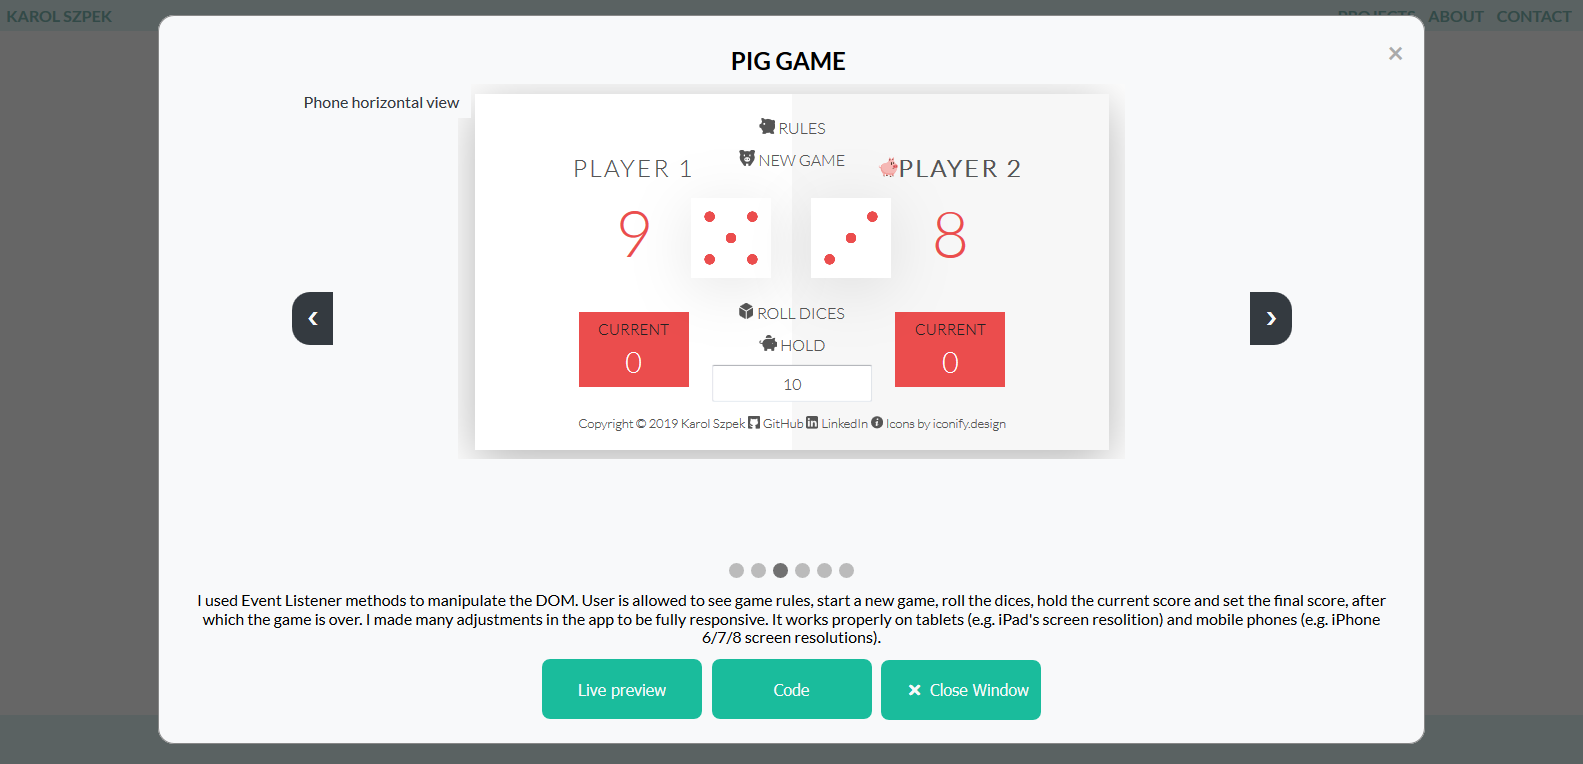 KAROL SZPEK
PROJECTS ABOUT CONTACT
PIG GAME
×
Phone horizontal view
RULES
NEW GAME
PLAYER 1
PLAYER 2
9
8
ROLL DICES
HOLD
CURRENT
0
CURRENT
0
10
Copyright © 2019 Karol Szpek GitHub LinkedIn Icons by iconify.design
I used Event Listener methods to manipulate the DOM. User is allowed to see game rules, start a new game, roll the dices, hold the current score and set the final score, after
which the game is over. I made many adjustments in the app to be fully responsive. It works properly on tablets (e.g. iPad's screen resolition) and mobile phones (e.g. iPhone
6/7/8 screen resolutions).
Live preview
Code
× Close Window